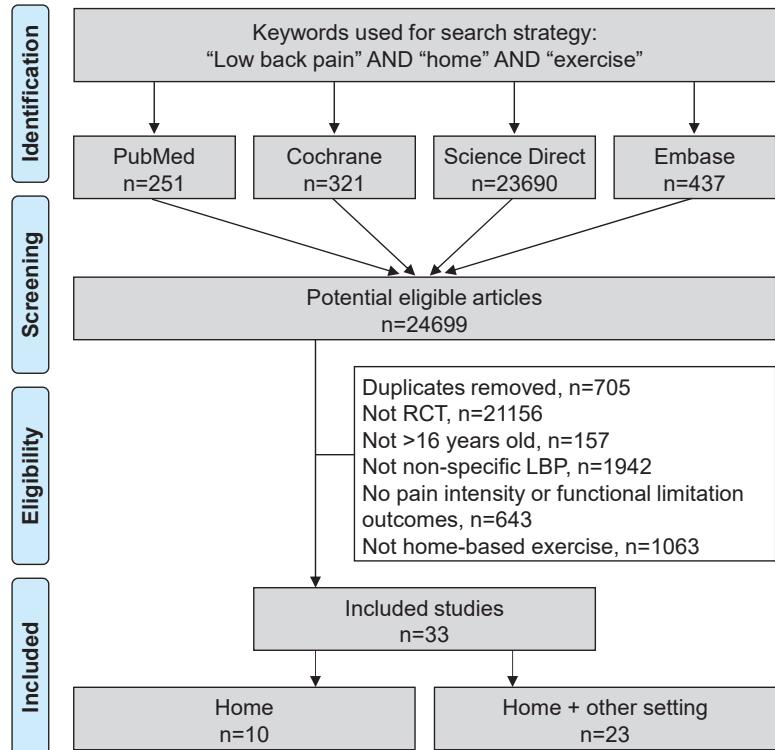 Identification
Keywords used for search strategy:
“Low back pain” AND “home” AND “exercise”
PubMed
n=251
Cochrane
n=321
Science Direct
n=23690
Embase
n=437
Screening
Potential eligible articles
n=24699
Eligibility
Duplicates removed, n=705
Not RCT, n=21156
Not >16 years old, n=157
Not non-specific LBP, n=1942
No pain intensity or functional limitation
outcomes, n=643
Not home-based exercise, n=1063
Included
Included studies
n=33
Home
n=10
Home + other setting
n=23